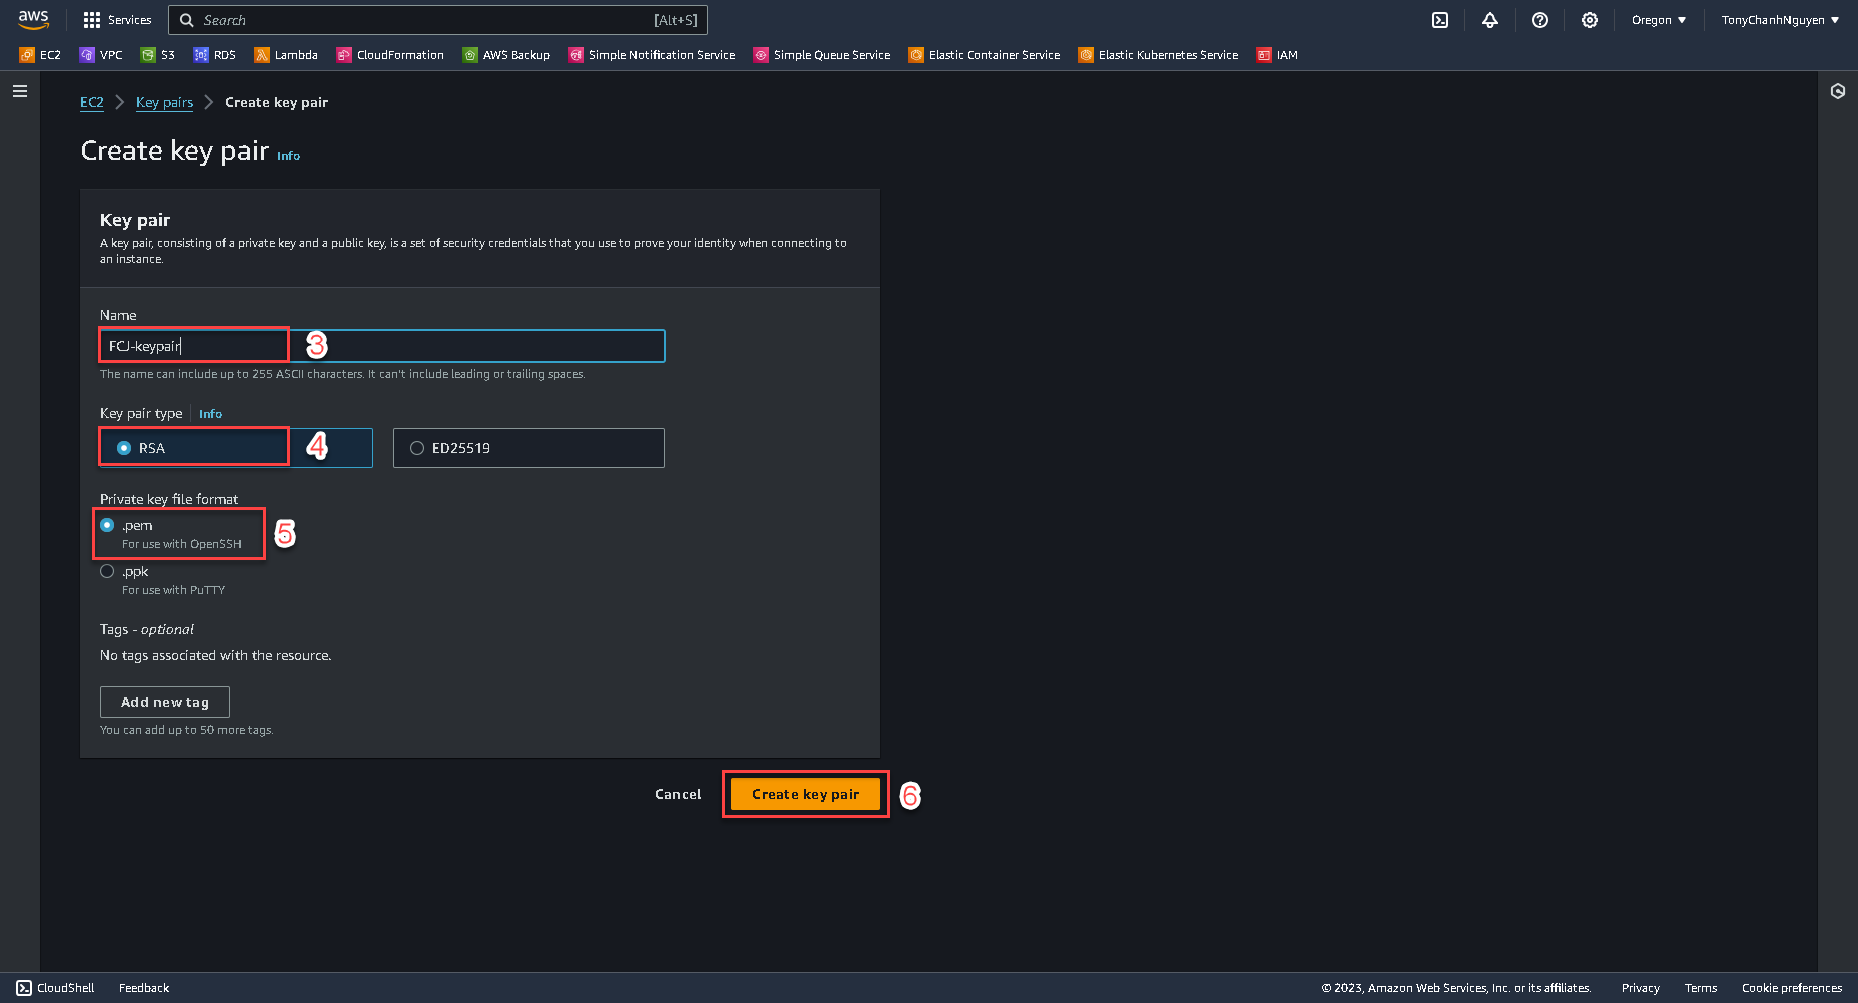 aws
Services
Search
[Alt+S]
Oregon
TonyChanhNguyen
EC2
VPC
S3
RDS
Lambda
CloudFormation
AWS Backup
Simple Notification Service
Simple Queue Service
Elastic Container Service
Elastic Kubernetes Service
IAM
EC2
Key pairs
Create key pair
Create key pair Info
Key pair
A key pair, consisting of a private key and a public key, is a set of security credentials that you use to prove your identity when connecting to
an instance.
Name
FCJ-keypair
3
The name can include up to 255 ASCII characters. It can't include leading or trailing spaces.
Key pair type Info
RSA
4
ED25519
Private key file format
.pem
For use with OpenSSH
5
.ppk
For use with PuTTY
Tags - optional
No tags associated with the resource.
Add new tag
You can add up to 50 more tags.
Cancel
Create key pair
6
CloudShell
Feedback
© 2023, Amazon Web Services, Inc. or its affiliates.
Privacy
Terms
Cookie preferences